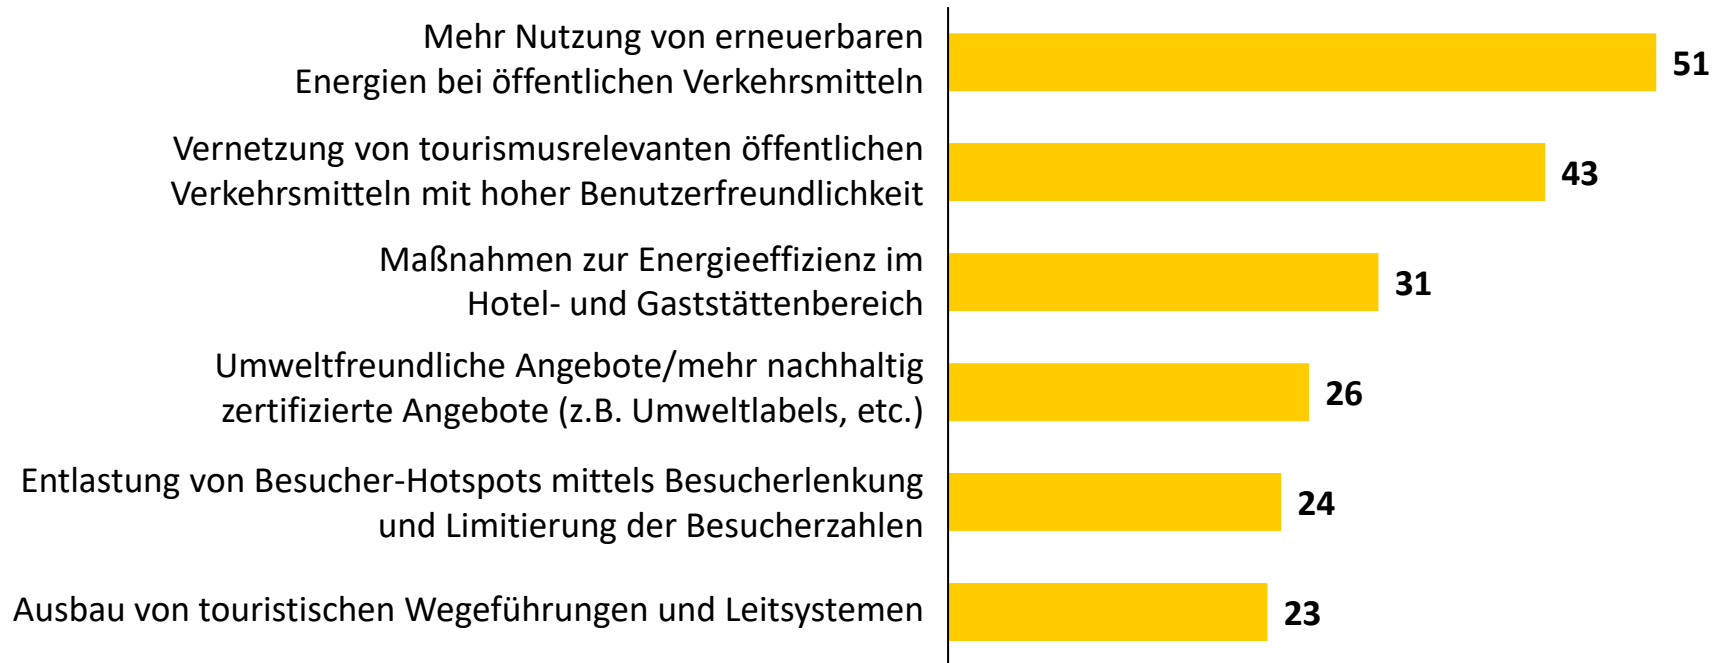 Mehr Nutzung von erneuerbaren
Energien bei öffentlichen Verkehrsmitteln
51
Vernetzung von tourismusrelevanten öffentlichen
Verkehrsmitteln mit hoher Benutzerfreundlichkeit
43
Maßnahmen zur Energieeffizienz im
Hotel- und Gaststättenbereich
31
Umweltfreundliche Angebote/mehr nachhaltig
zertifizierte Angebote (z.B. Umweltlabels, etc.)
26
Entlastung von Besucher-Hotspots mittels Besucherlenkung
und Limitierung der Besucherzahlen
24
Ausbau von touristischen Wegeführungen und Leitsystemen
23